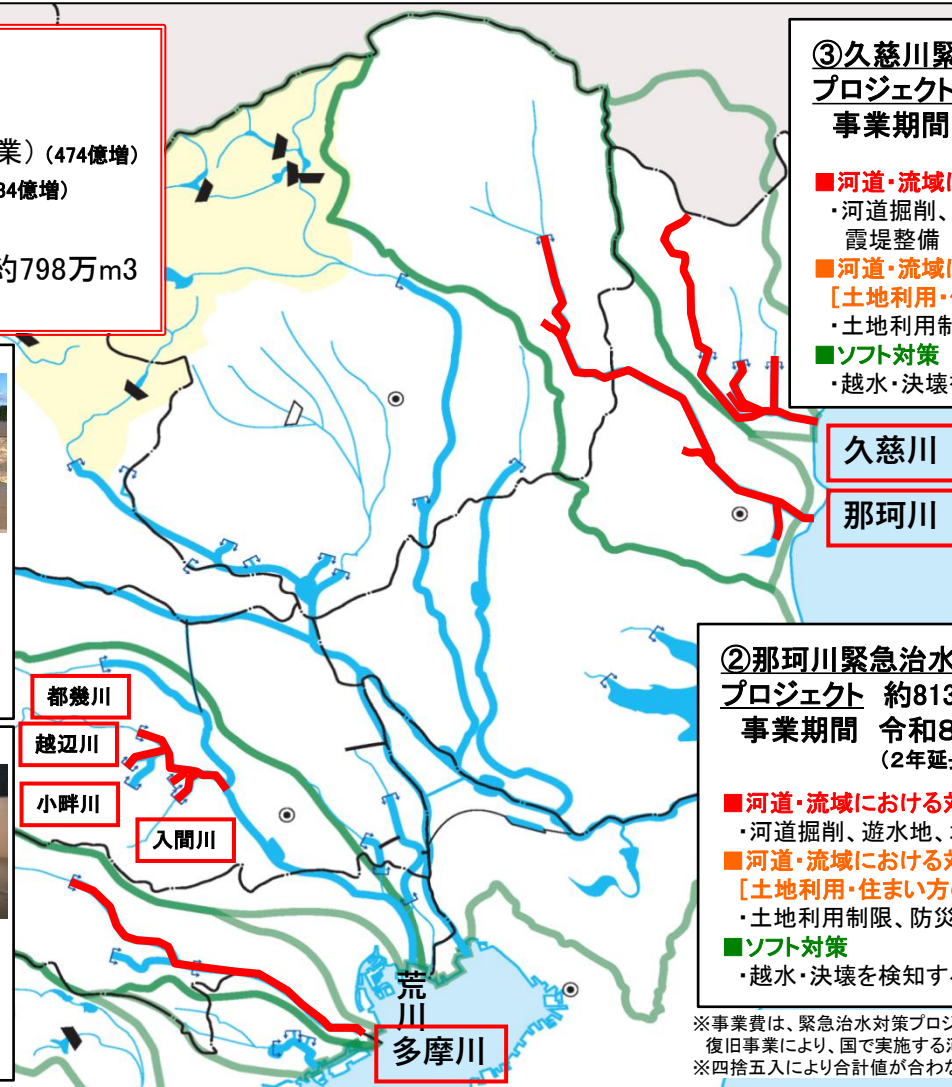 業）（474億増）
34億増）
約798万m3
③久慈川緊
プロジェクト
事業期間
■河道・流域に
・河道掘削、
霞堤整備
■河道・流域に
［土地利用・
・土地利用制
■ソフト対策
・越水・決壊
久慈川
那珂川
都幾川
越辺川
小畔川
入間川
荒川
多摩川
②那珂川緊急治水
プロジェクト 約813
事業期間 令和8
（2年延
■河道・流域における対
・河道掘削、遊水地、
■河道・流域における対
［土地利用・住まい方
・土地利用制限、防災
■ソフト対策
・越水・決壊を検知す
※事業費は、緊急治水対策プロジ
復旧事業により、国で実施する
※四捨五入により合計値が合わな